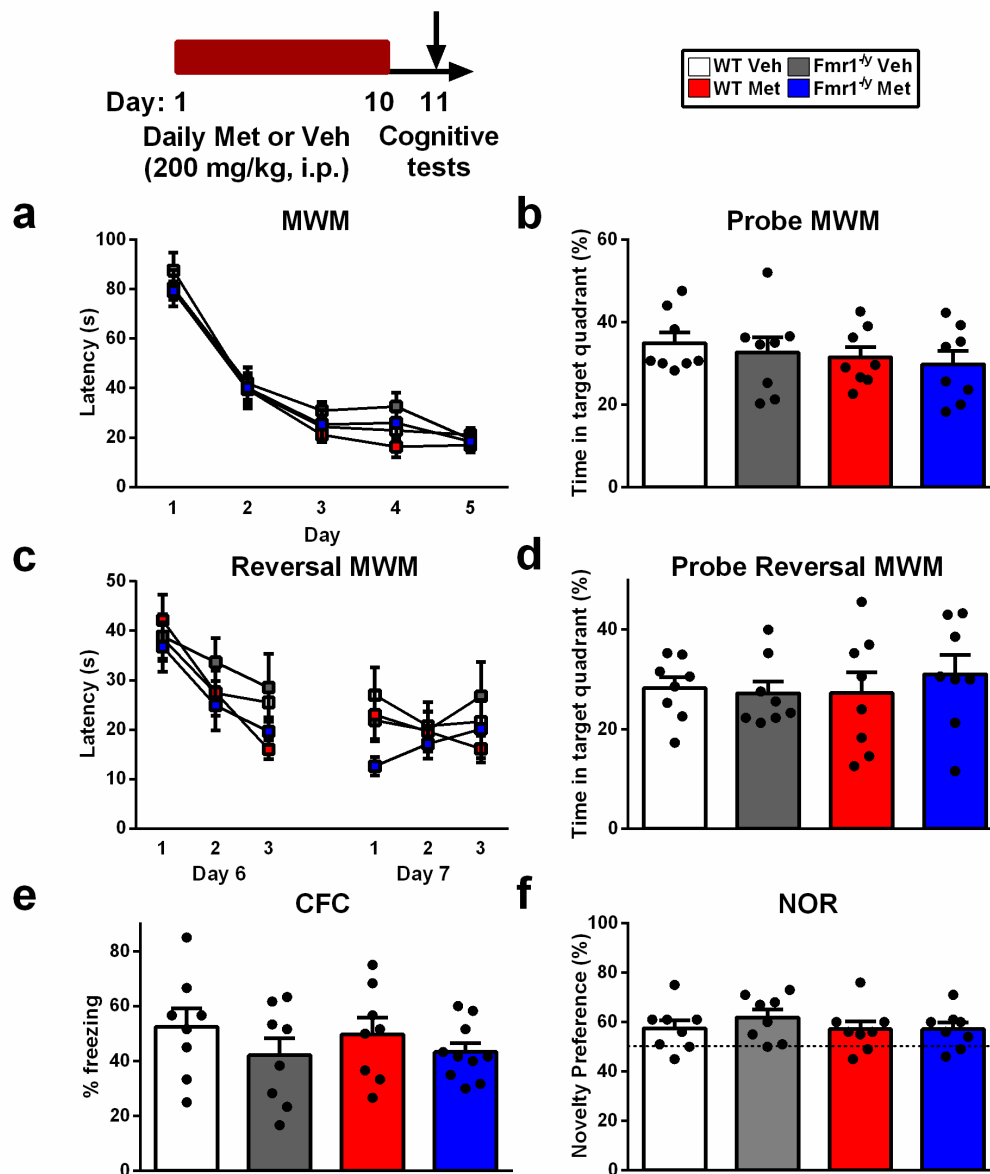 WT Veh Fmr1-/y Veh
WT Met Fmr1-/y Met
Day: 1 10 11
Daily Met or Veh
(200 mg/kg, i.p.)
Cognitive
tests
a
MWM
Latency (s)
100
80
60
40
20
0
1 2 3 4 5
Day
b
Probe MWM
Time in target quadrant (%)
60
40
20
0
c
Reversal MWM
Latency (s)
50
40
30
20
10
0
1 2 3 1 2 3
Day 6 Day 7
d
Probe Reversal MWM
Time in target quadrant (%)
40
20
0
e
CFC
% freezing
80
60
40
20
0
f
NOR
Novelty Preference (%)
100
80
60
40
20
0